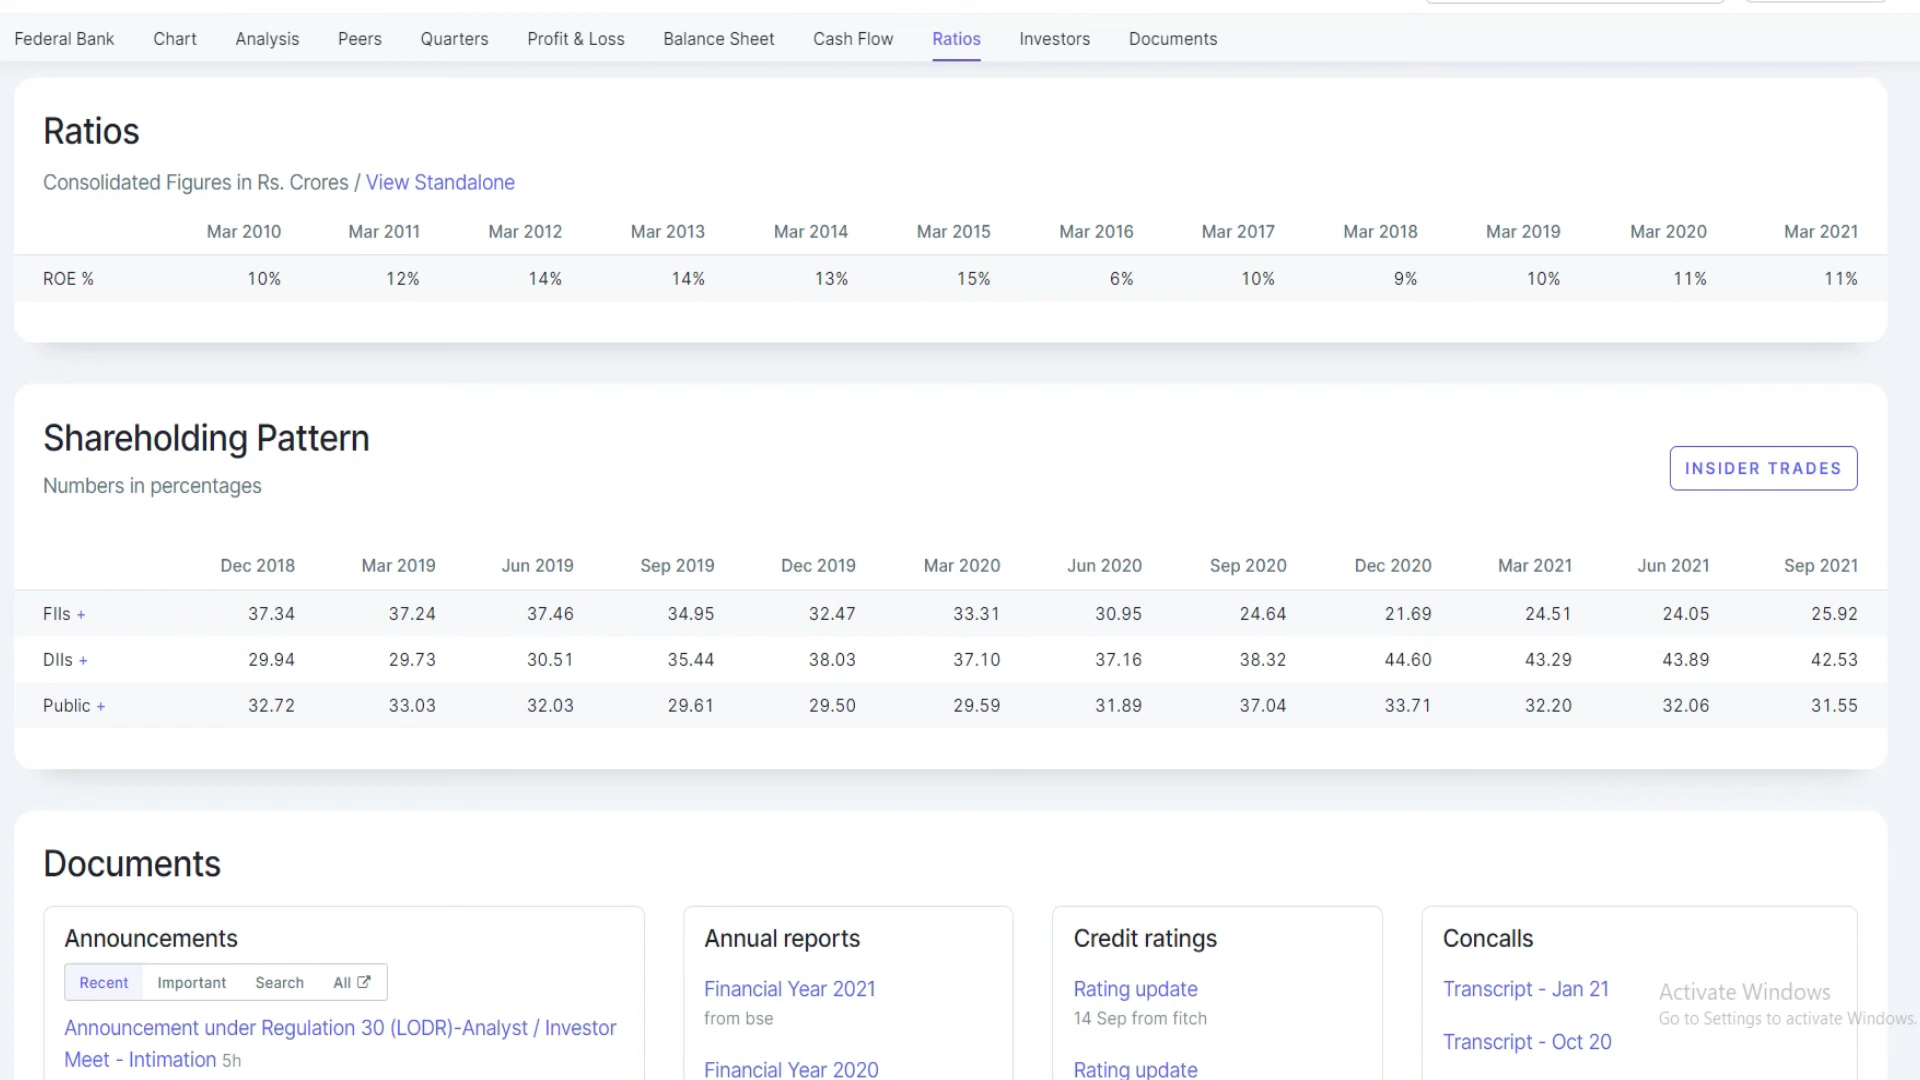 Federal Bank Chart Analysis Peers Quarters Profit & Loss Balance Sheet Cash Flow Ratios Investors Documents
Ratios
Consolidated Figures in Rs. Crores / View Standalone
Mar 2010 Mar 2011 Mar 2012 Mar 2013 Mar 2014 Mar 2015 Mar 2016 Mar 2017 Mar 2018 Mar 2019 Mar 2020 Mar 2021
ROE % 10% 12% 14% 14% 13% 15% 6% 10% 9% 10% 11% 11%
Shareholding Pattern
Numbers in percentages
INSIDER TRADES
Dec 2018 Mar 2019 Jun 2019 Sep 2019 Dec 2019 Mar 2020 Jun 2020 Sep 2020 Dec 2020 Mar 2021 Jun 2021 Sep 2021
FIIs + 37.34 37.24 37.46 34.95 32.47 33.31 30.95 24.64 21.69 24.51 24.05 25.92
DIIs + 29.94 29.73 30.51 35.44 38.03 37.10 37.16 38.32 44.60 43.29 43.89 42.53
Public + 32.72 33.03 32.03 29.61 29.50 29.59 31.89 37.04 33.71 32.20 32.06 31.55
Documents
Announcements
Recent Important Search All
Announcement under Regulation 30 (LODR)-Analyst / Investor
Meet - Intimation 5h
Annual reports
Financial Year 2021
from bse
Financial Year 2020
Credit ratings
Rating update
14 Sep from fitch
Rating update
Concalls
Transcript - Jan 21
Transcript - Oct 20
Activate Windows
Go to Settings to activate Windows.